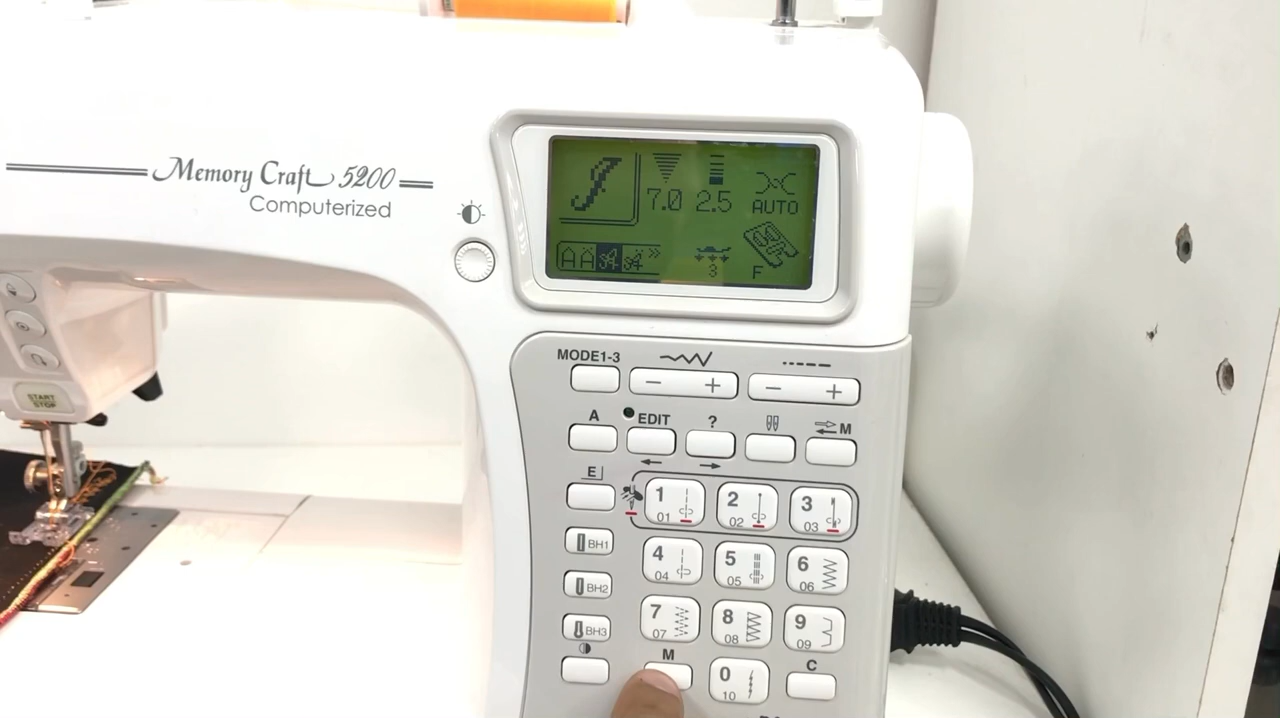 Memory Craft 5200
Computerized
START
STOP
J
7.0 2.5
AUTO
A Ä A Ä »
3
F
MODE1-3
− +
− +
A
EDIT
?
M
E
1
01
2
02
3
03
BH1
4
04
5
05
6
06
BH2
7
07
8
08
9
09
BH3
M
0
10
C